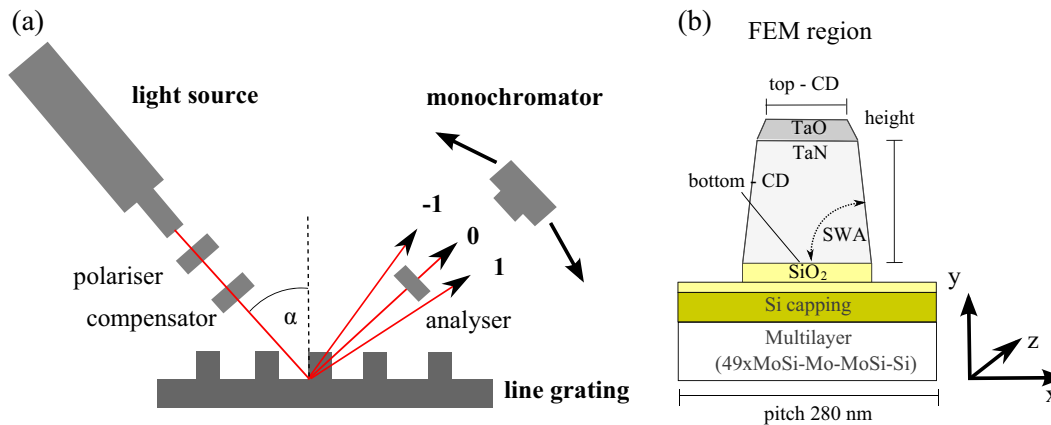 (a)
light source
monochromator
-1
0
1
polariser
compensator
α
analyser
line grating
(b)
FEM region
top - CD
TaO
height
TaN
bottom - CD
SWA
SiO₂
Si capping
Multilayer
(49xMoSi-Mo-MoSi-Si)
pitch 280 nm
y
z
x